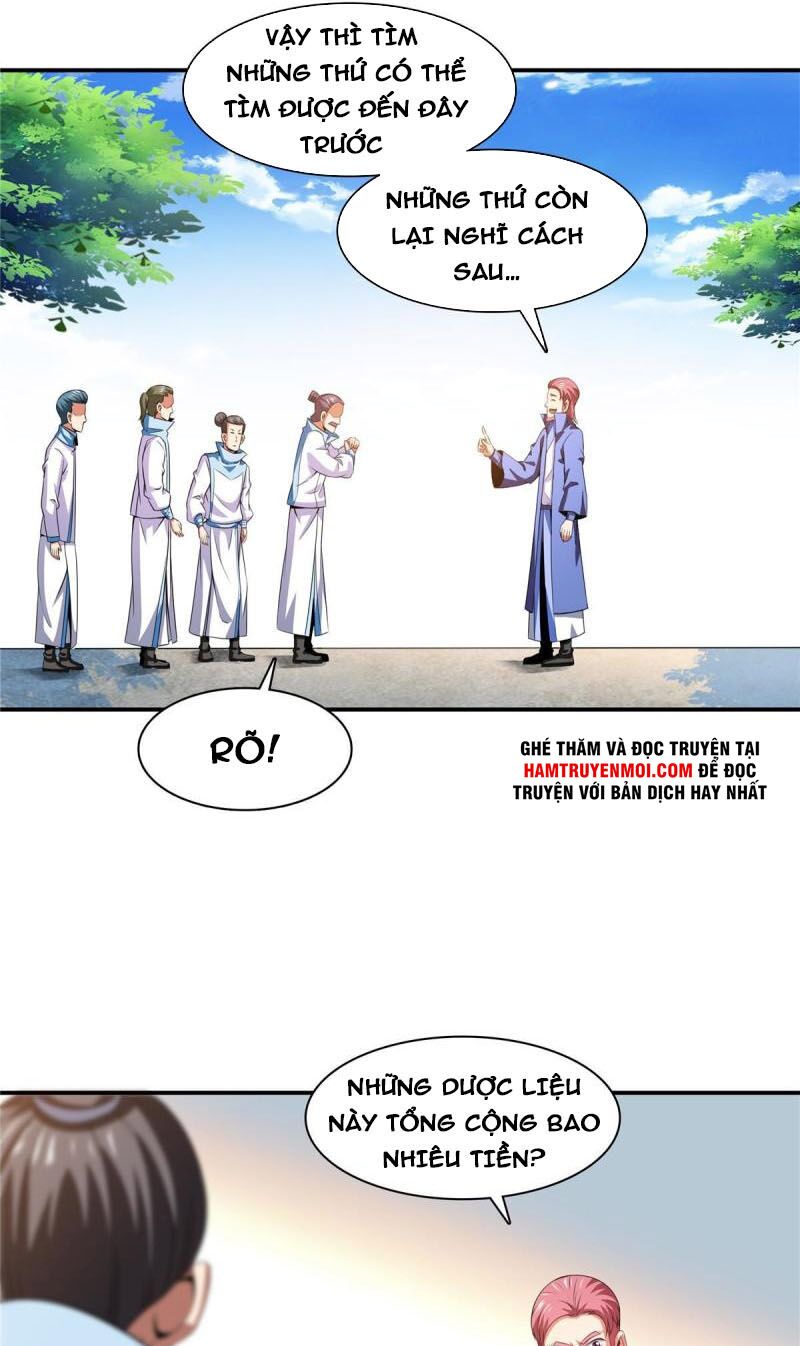 VẬY THÌ TÌM
NHỮNG THỨ CÓ THỂ
TÌM ĐƯỢC ĐẾN ĐÂY
TRƯỚC
NHỮNG THỨ CÒN
LẠI NGHĨ CÁCH
SAU...
RÕ!
GHÉ THĂM VÀ ĐỌC TRUYỆN TẠI
HAMTRUYENMOI.COM ĐỂ ĐỌC
TRUYỆN VỚI BẢN DỊCH HAY NHẤT
NHỮNG DƯỢC LIỆU
NÀY TỔNG CỘNG BAO
NHIÊU TIỀN?